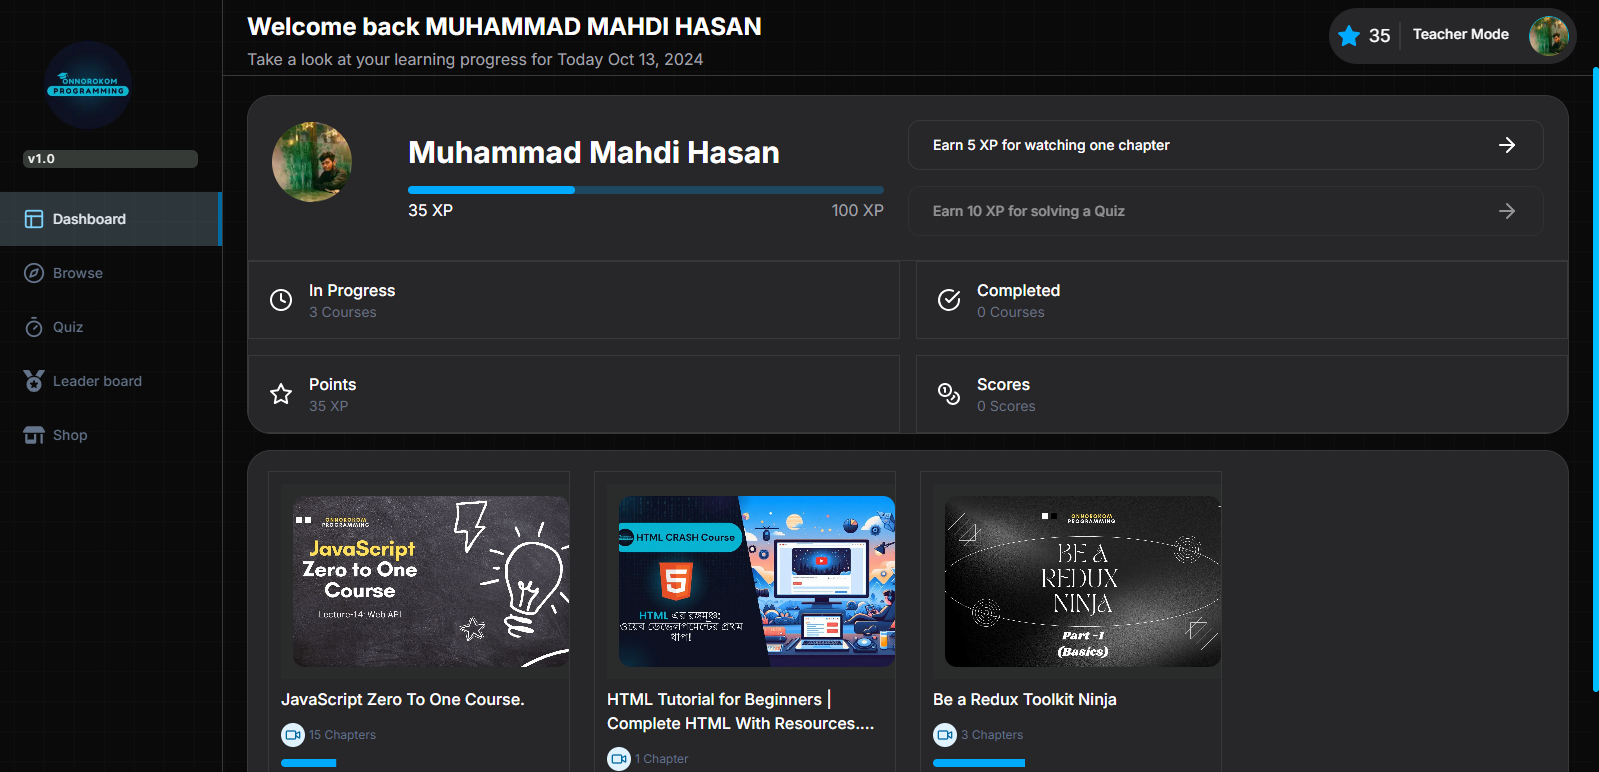 ONNOROKOM
PROGRAMMING
v1.0
Dashboard
Browse
Quiz
Leader board
Shop
Welcome back MUHAMMAD MAHDI HASAN
Take a look at your learning progress for Today Oct 13, 2024
35
Teacher Mode
Muhammad Mahdi Hasan
35 XP
100 XP
Earn 5 XP for watching one chapter
Earn 10 XP for solving a Quiz
In Progress
3 Courses
Completed
0 Courses
Points
35 XP
Scores
0 Scores
ONNOROKOM
PROGRAMMING
JavaScript
Zero to One
Course
Lecture-14: Web API
JavaScript Zero To One Course.
15 Chapters
HTML CRASH Course
5
HTML এর রঙ্গমঞ্চ:
ওয়েব ডেভেলপমেন্টের প্রথম
ধাপ!
HTML Tutorial for Beginners |
Complete HTML With Resources....
1 Chapter
ONNOROKOM
PROGRAMMING
BE A
REDUX
NINJA
Part -1
(Basics)
Be a Redux Toolkit Ninja
3 Chapters